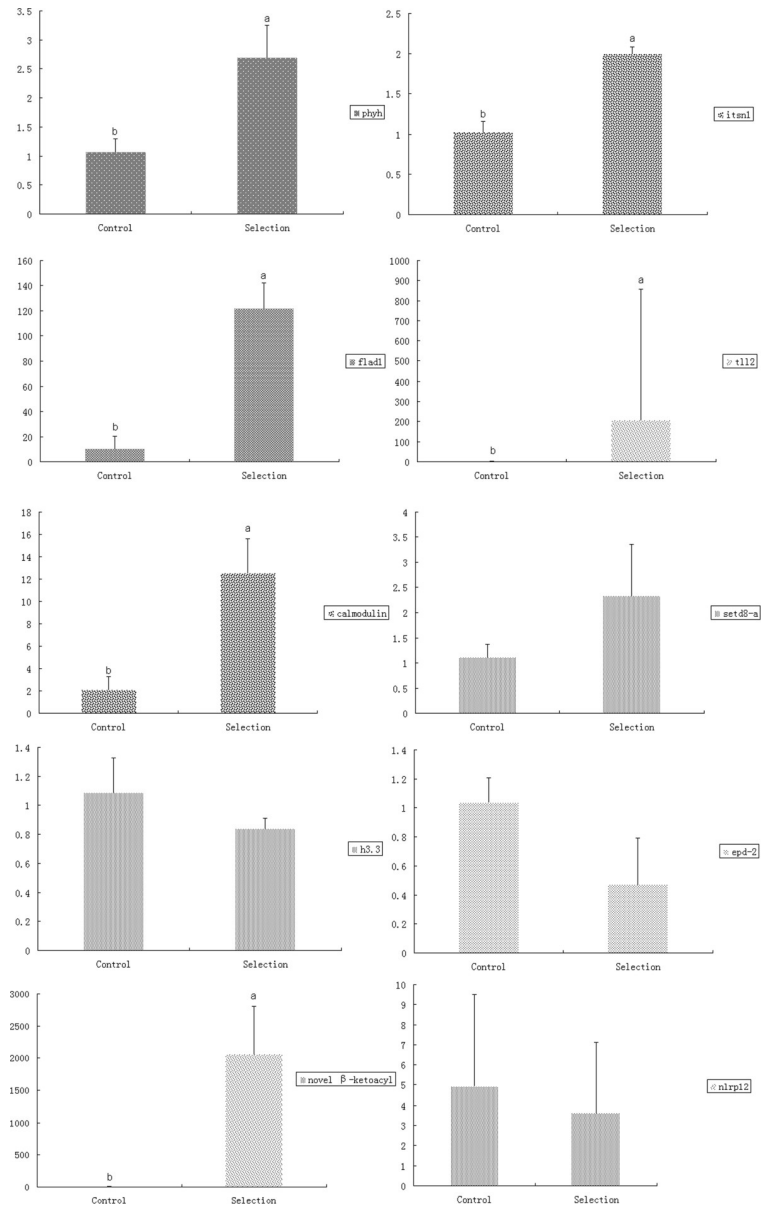 3.5
3
2.5
2
1.5
1
0.5
0
b
a
Control
Selection
phyh
2.5
2
1.5
1
0.5
0
b
a
Control
Selection
itsn1
160
140
120
100
80
60
40
20
0
b
a
Control
Selection
flad1
1000
900
800
700
600
500
400
300
200
100
0
b
a
Control
Selection
tll2
18
16
14
12
10
8
6
4
2
0
b
a
Control
Selection
calmodulin
4
3.5
3
2.5
2
1.5
1
0.5
0
Control
Selection
setd8-a
1.4
1.2
1
0.8
0.6
0.4
0.2
0
Control
Selection
h3.3
1.4
1.2
1
0.8
0.6
0.4
0.2
0
Control
Selection
epd-2
3000
2500
2000
1500
1000
500
0
b
a
Control
Selection
novel β-ketoacyl
10
9
8
7
6
5
4
3
2
1
0
Control
Selection
nlrp12